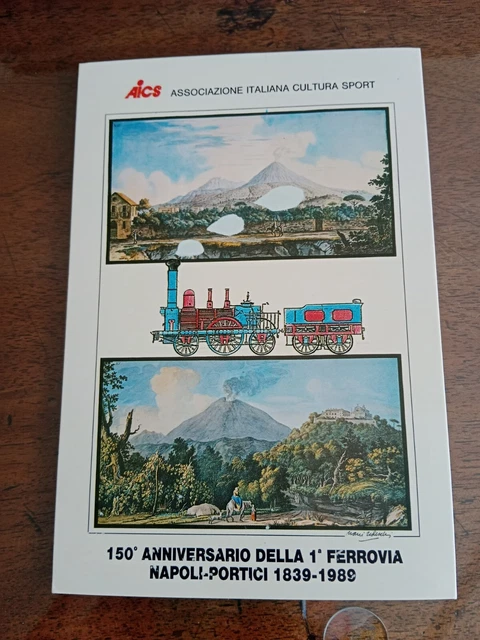 AiCS ASSOCIAZIONE ITALIANA CULTURA SPORT
150° ANNIVERSARIO DELLA 1ª FERROVIA
NAPOLI-PORTICI 1839-1989